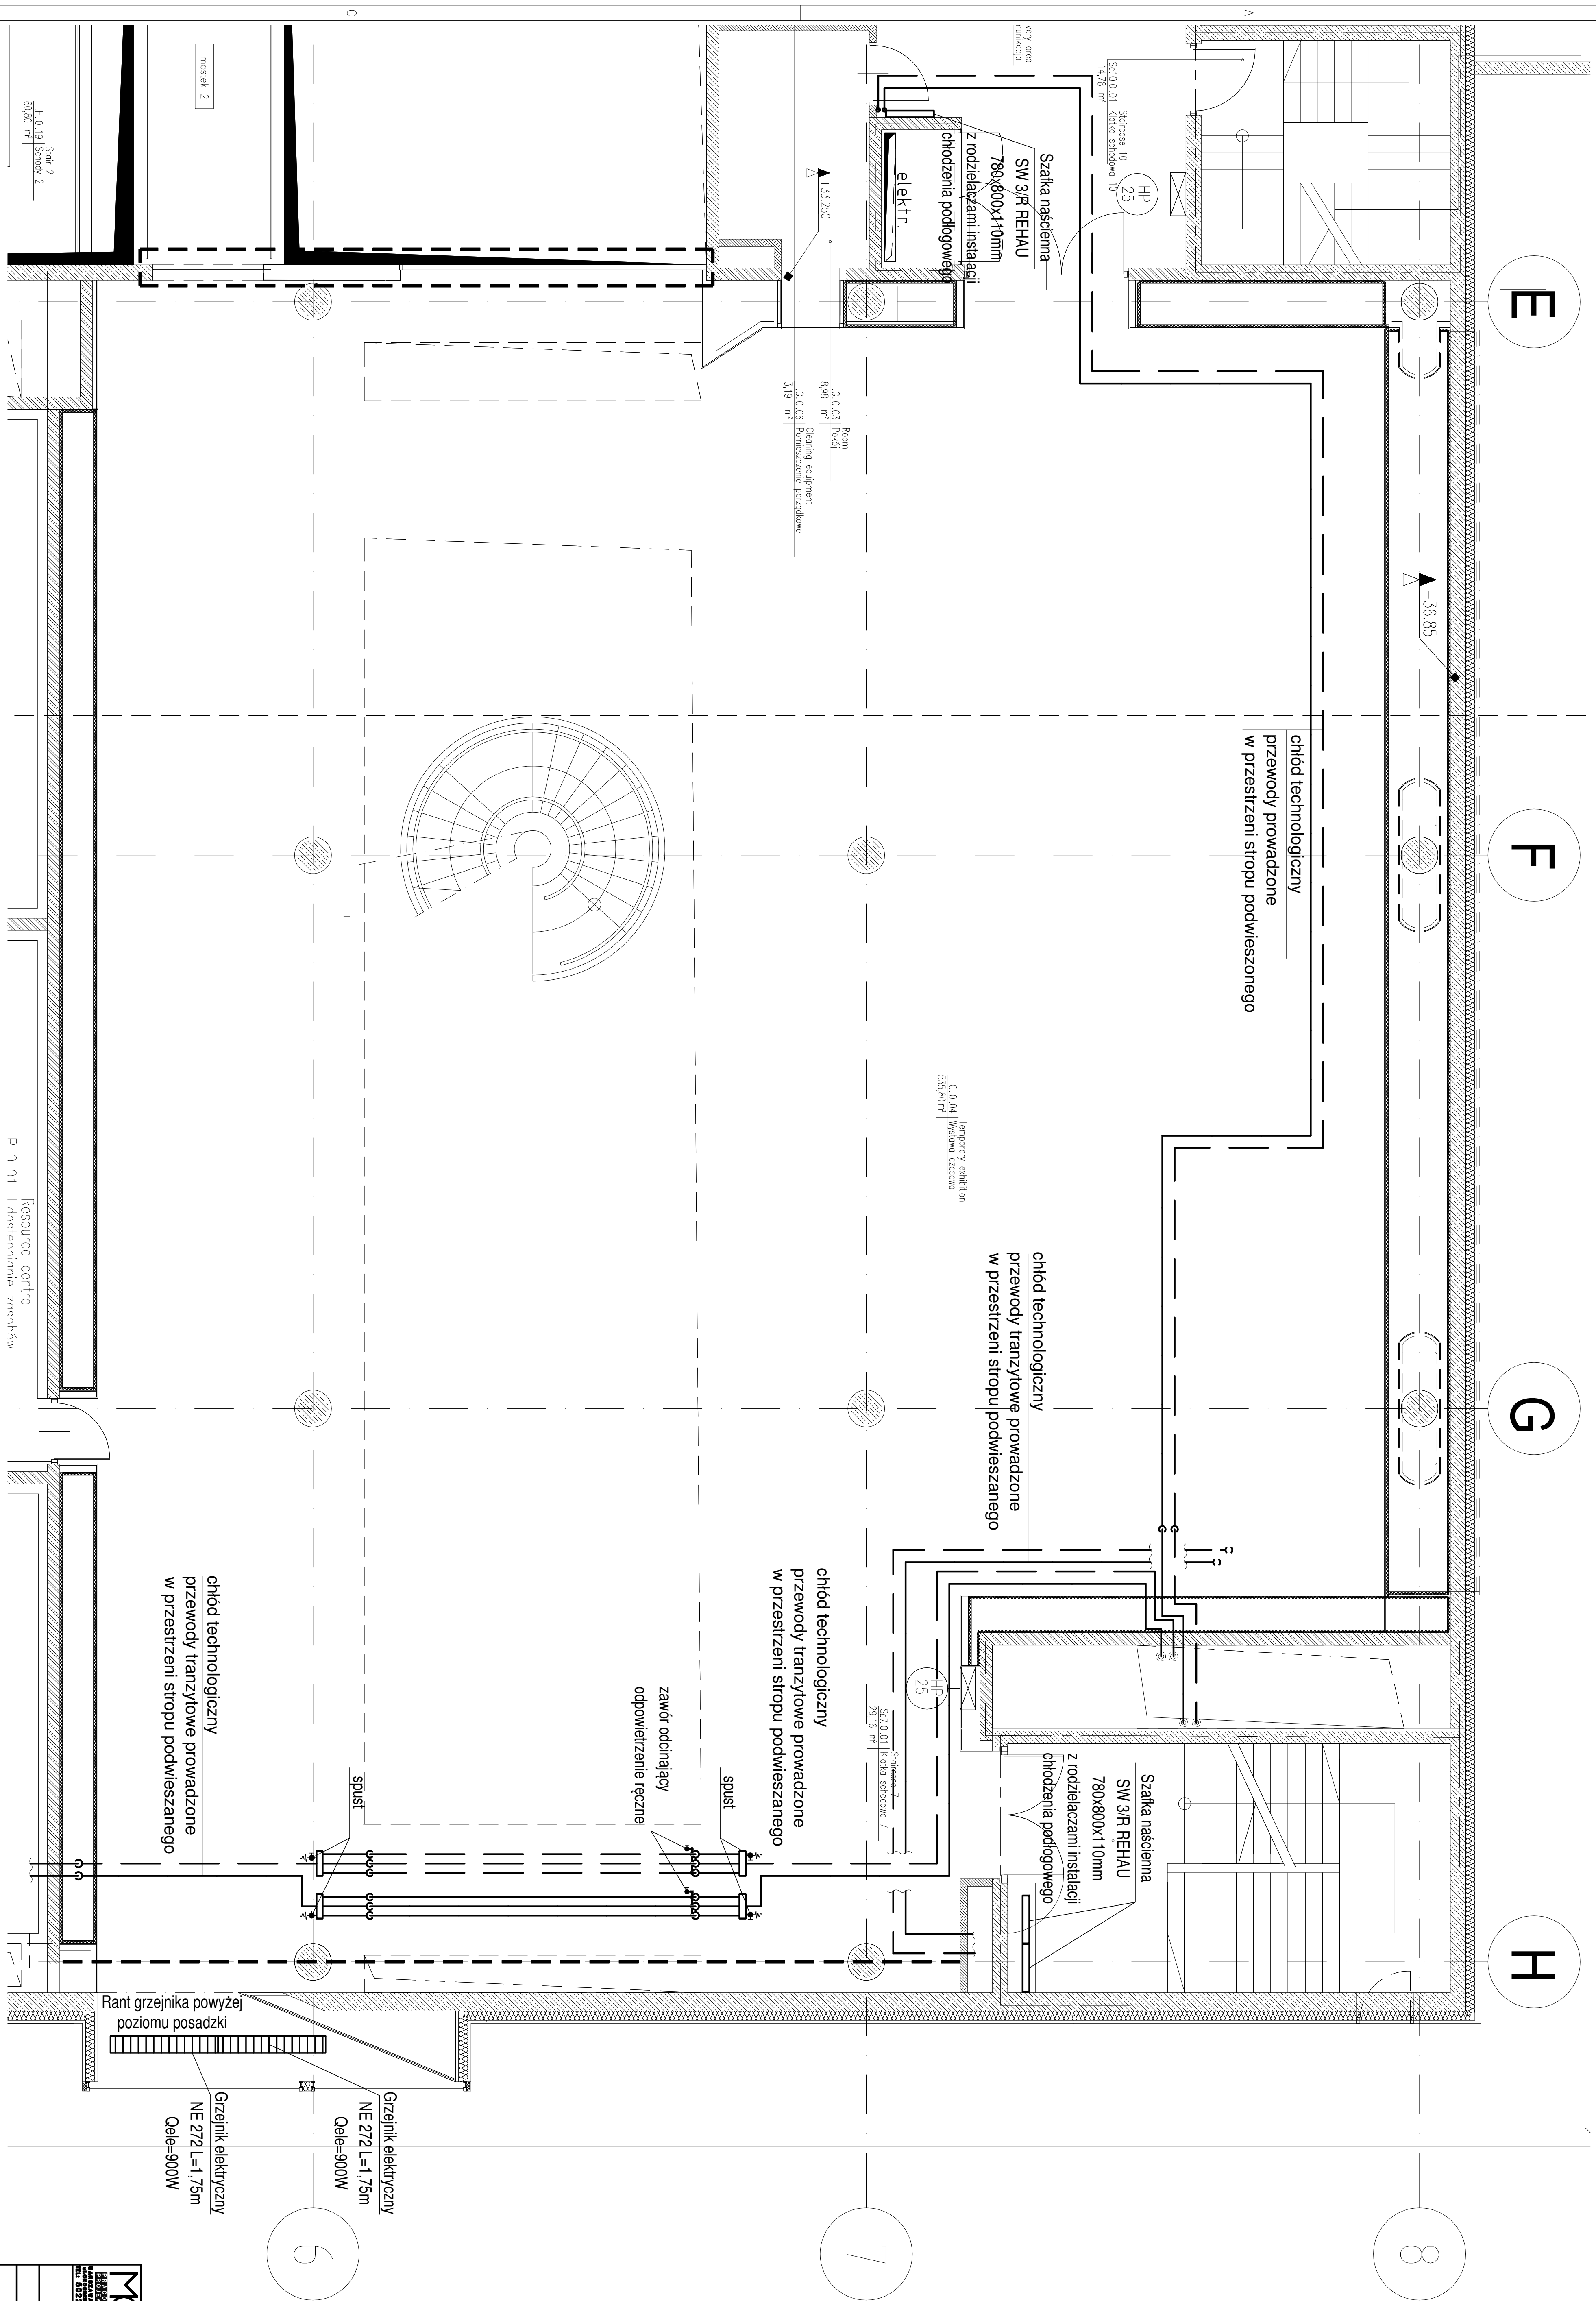 C
A
mostek 2
Stair 2
.H.0.19 Schody 2
60,80 m²
very area
nunikacja
Staircase 10
Sc10.0.01 Klatka schodowa 10
14,78 m²
HP
25
Szafka naścienna
SW 3/R REHAU
780x800x110mm
z rodzielaczami instalacji
chłodzenia podłogowego
elektr.
+33.250
Room
.G.0.03 Pokój
8,98 m²
Cleaning equipment
.G.0.06 Pomieszczenie porządkowe
3,19 m²
+36.85
E
F
G
H
chłód technologiczny
przewody prowadzone
w przestrzeni stropu podwieszonego
Temporary exhibition
.G.0.04 Wystawa czasowa
535,80 m²
chłód technologiczny
przewody tranzytowe prowadzone
w przestrzeni stropu podwieszanego
Resource centre
chłód technologiczny
przewody tranzytowe prowadzone
w przestrzeni stropu podwieszanego
chłód technologiczny
przewody tranzytowe prowadzone
w przestrzeni stropu podwieszanego
zawór odcinający
odpowietrzenie ręczne
spust
spust
HP
25
Staircase 7
Sc7.0.01 Klatka schodowa 7
29,16 m²
Szafka naścienna
SW 3/R REHAU
780x800x110mm
z rodzielaczami instalacji
chłodzenia podłogowego
Rant grzejnika powyżej
poziomu posadzki
Grzejnik elektryczny
NE 272 L=1,75m
Qele=900W
Grzejnik elektryczny
NE 272 L=1,75m
Qele=900W
6
7
8